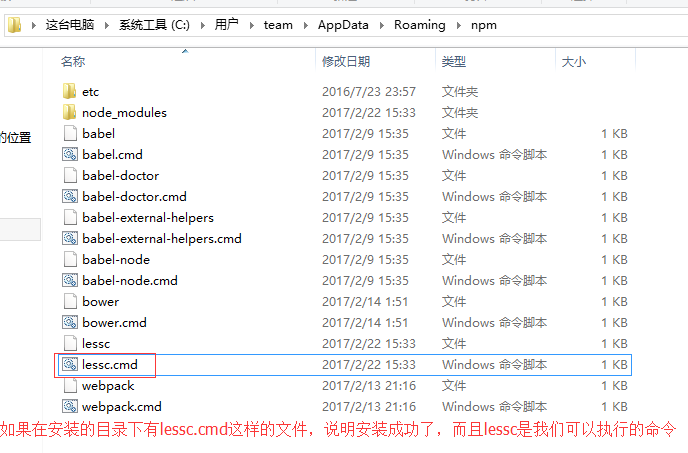 这台电脑 系统工具 (C:) 用户 team AppData Roaming npm
名称 修改日期 类型 大小
etc 2016/7/23 23:57 文件夹
node_modules 2017/2/22 15:33 文件夹
babel 2017/2/9 15:35 文件 1 KB
的位置
babel.cmd 2017/2/9 15:35 Windows 命令脚本 1 KB
babel-doctor 2017/2/9 15:35 文件 1 KB
babel-doctor.cmd 2017/2/9 15:35 Windows 命令脚本 1 KB
babel-external-helpers 2017/2/9 15:35 文件 1 KB
babel-external-helpers.cmd 2017/2/9 15:35 Windows 命令脚本 1 KB
babel-node 2017/2/9 15:35 文件 1 KB
babel-node.cmd 2017/2/9 15:35 Windows 命令脚本 1 KB
bower 2017/2/14 1:51 文件 1 KB
bower.cmd 2017/2/14 1:51 Windows 命令脚本 1 KB
lessc 2017/2/22 15:33 文件 1 KB
lessc.cmd 2017/2/22 15:33 Windows 命令脚本 1 KB
webpack 2017/2/13 21:16 文件 1 KB
webpack.cmd 2017/2/13 21:16 Windows 命令脚本 1 KB
如果在安装的目录下有lessc.cmd这样的文件，说明安装成功了，而且lessc是我们可以执行的命令